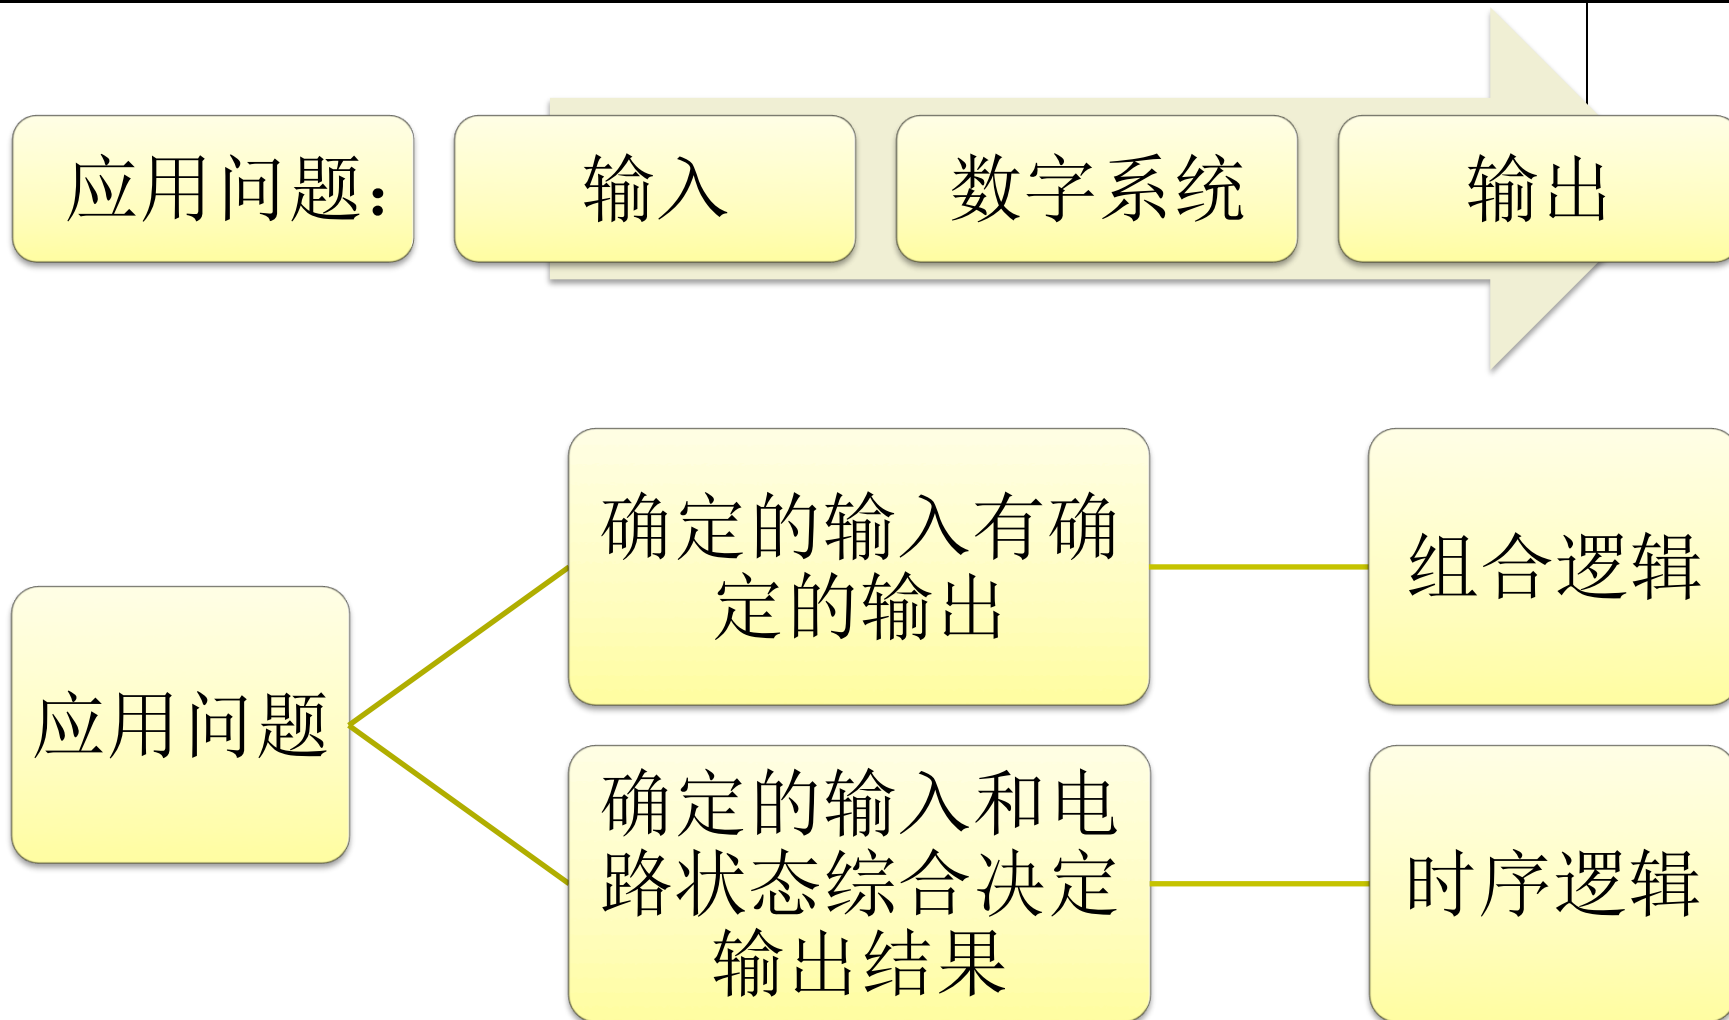 应用问题：
输入
数字系统
输出
应用问题
确定的输入有确
定的输出
组合逻辑
确定的输入和电
路状态综合决定
输出结果
时序逻辑